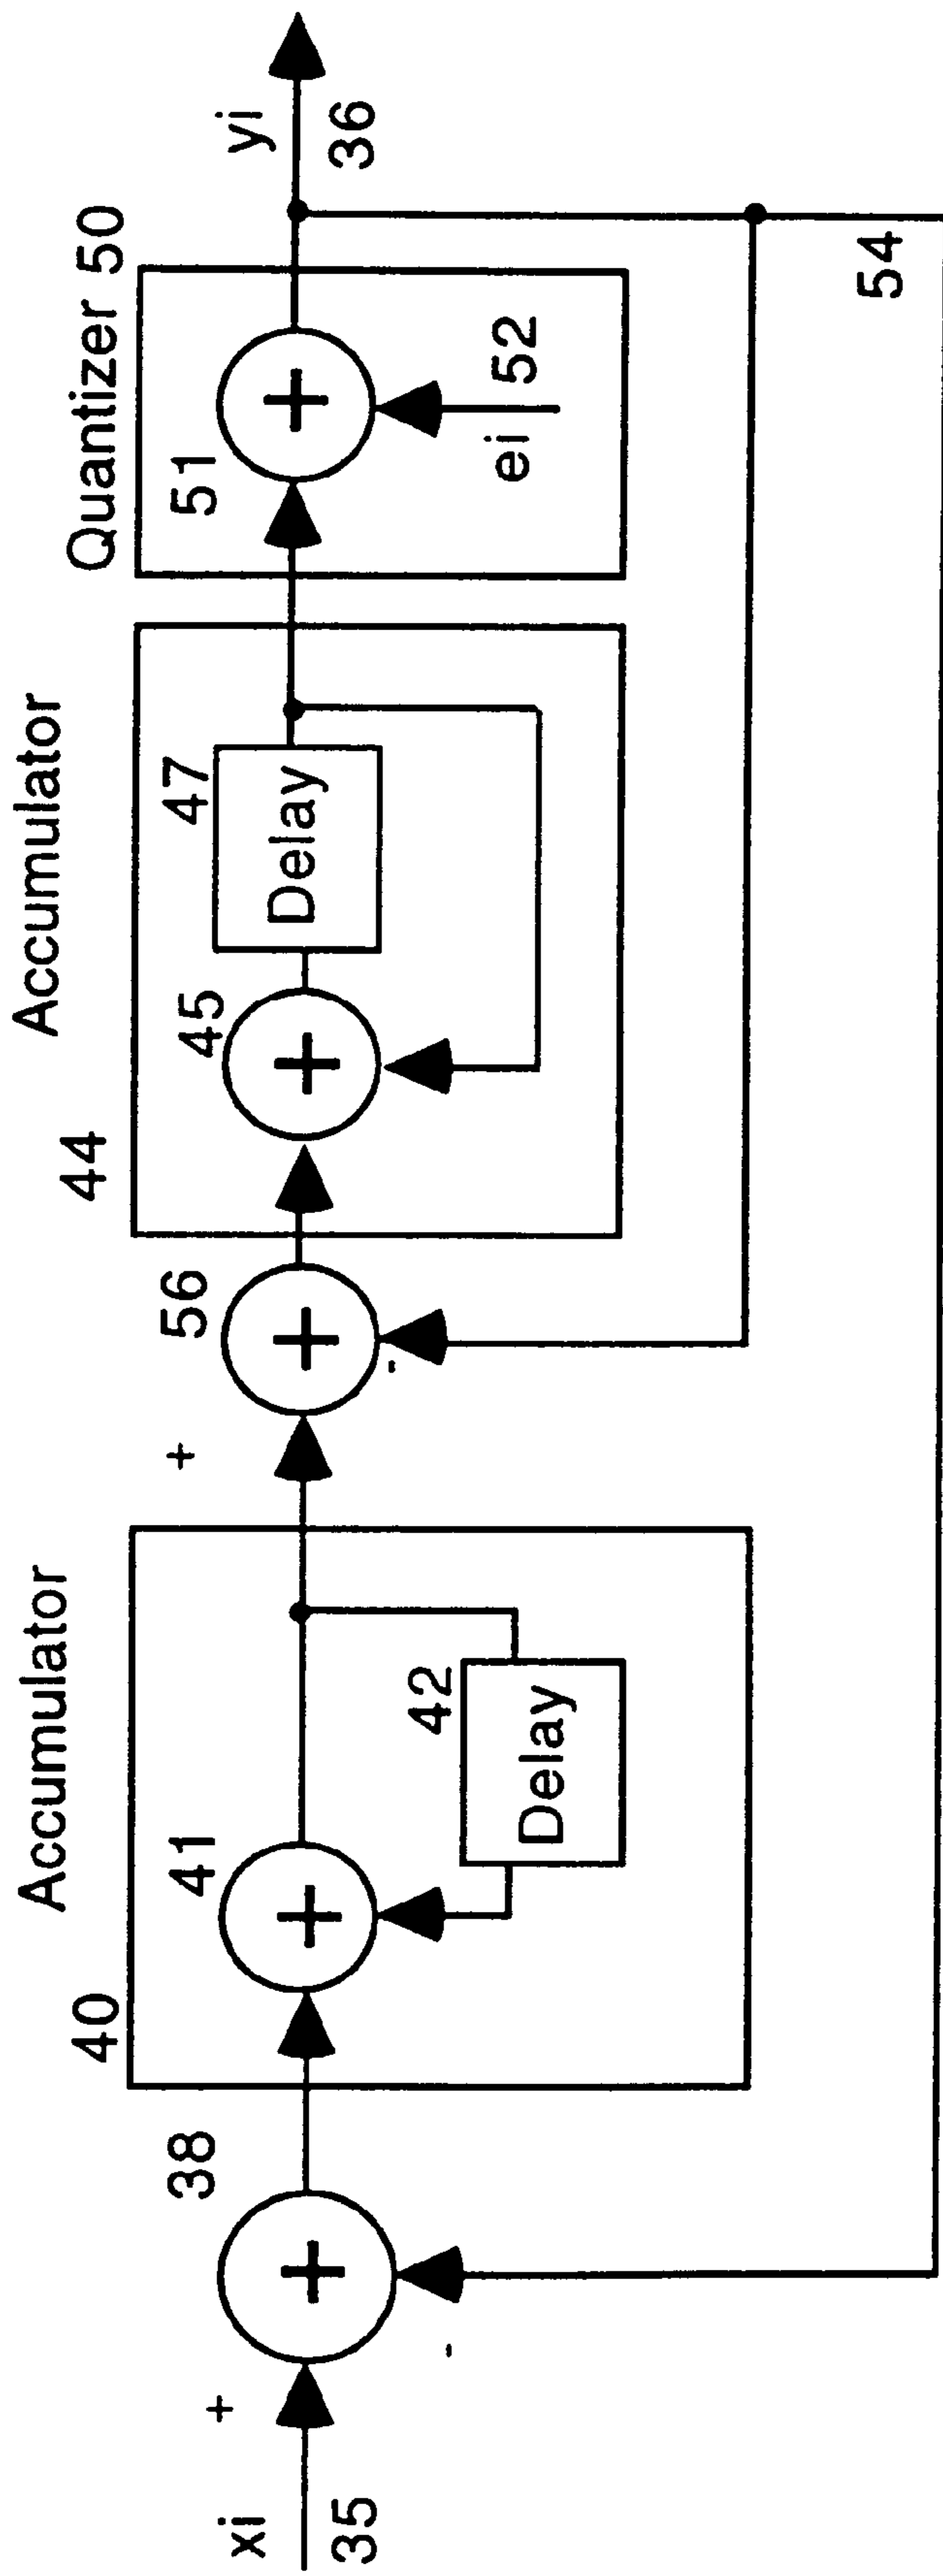 xi
35
+
-
38
40
Accumulator
41
+
42
Delay
+
-
56
+
44
Accumulator
45
+
47
Delay
Quantizer 50
51
+
ei 52
yi
36
54
+